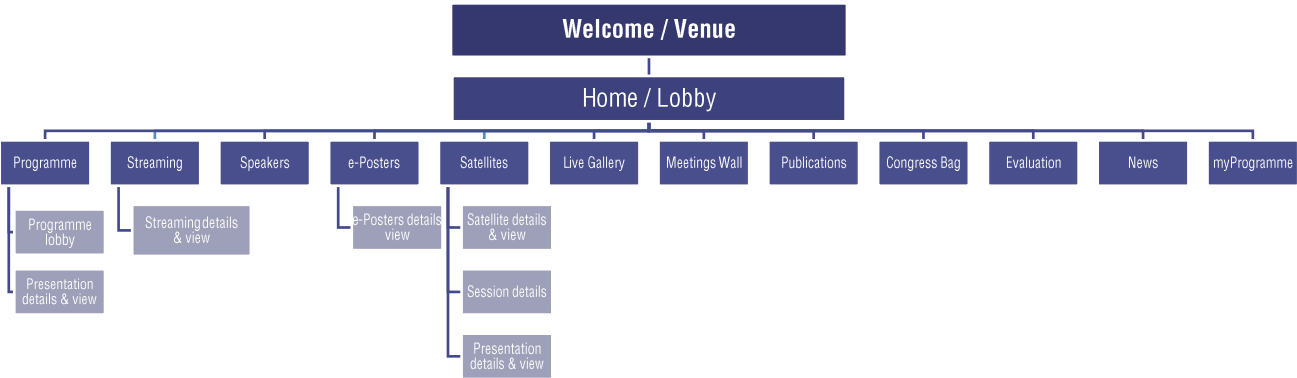 Welcome / Venue
Home / Lobby
Programme
Streaming
Speakers
e-Posters
Satellites
Live Gallery
Meetings Wall
Publications
Congress Bag
Evaluation
News
myProgramme
Programme
lobby
Streaming details
& view
e-Posters details
view
Satellite details
& view
Presentation
details & view
Session details
Presentation
details & view